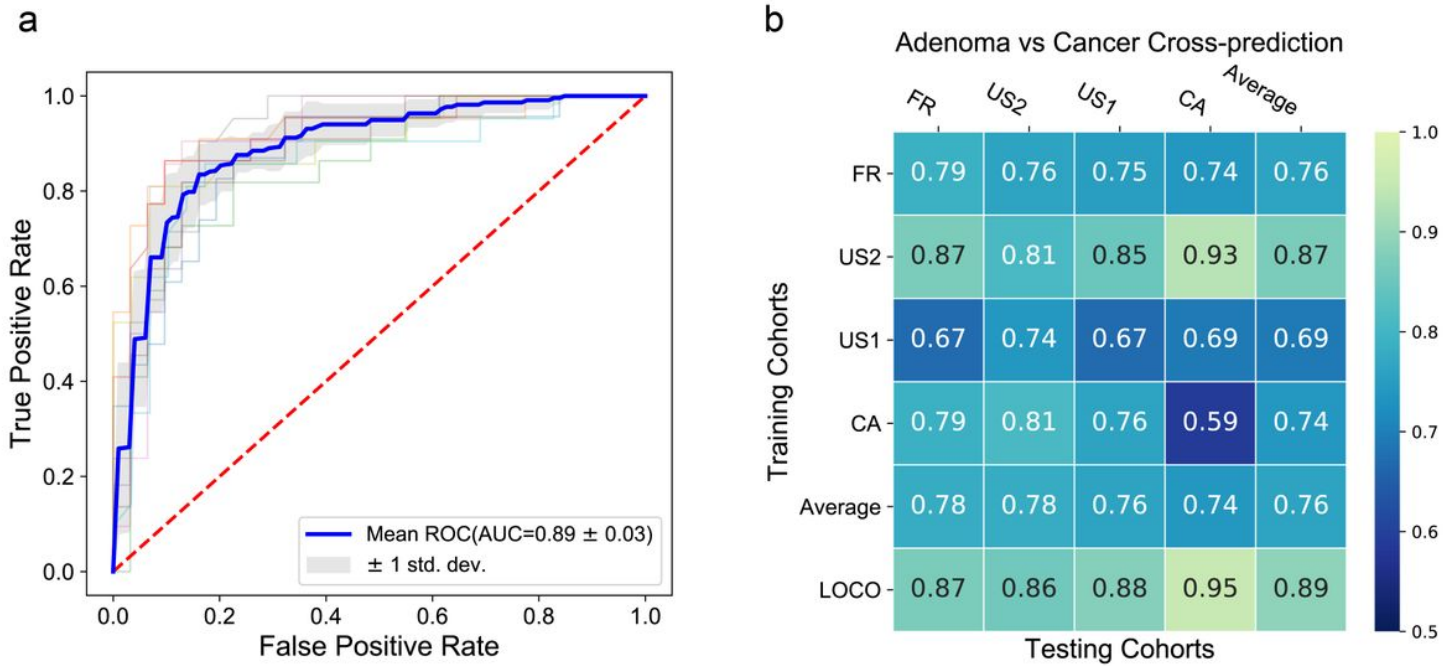 a
1.0
0.8
0.6
0.4
0.2
0.0
True Positive Rate
Mean ROC(AUC=0.89 ± 0.03)
± 1 std. dev.
0.0 0.2 0.4 0.6 0.8 1.0
False Positive Rate
b
Adenoma vs Cancer Cross-prediction
FR US2 US1 CA Average
Training Cohorts
FR 0.79 0.76 0.75 0.74 0.76
US2 0.87 0.81 0.85 0.93 0.87
US1 0.67 0.74 0.67 0.69 0.69
CA 0.79 0.81 0.76 0.59 0.74
Average 0.78 0.78 0.76 0.74 0.76
LOCO 0.87 0.86 0.88 0.95 0.89
Testing Cohorts
1.0
0.9
0.8
0.7
0.6
0.5